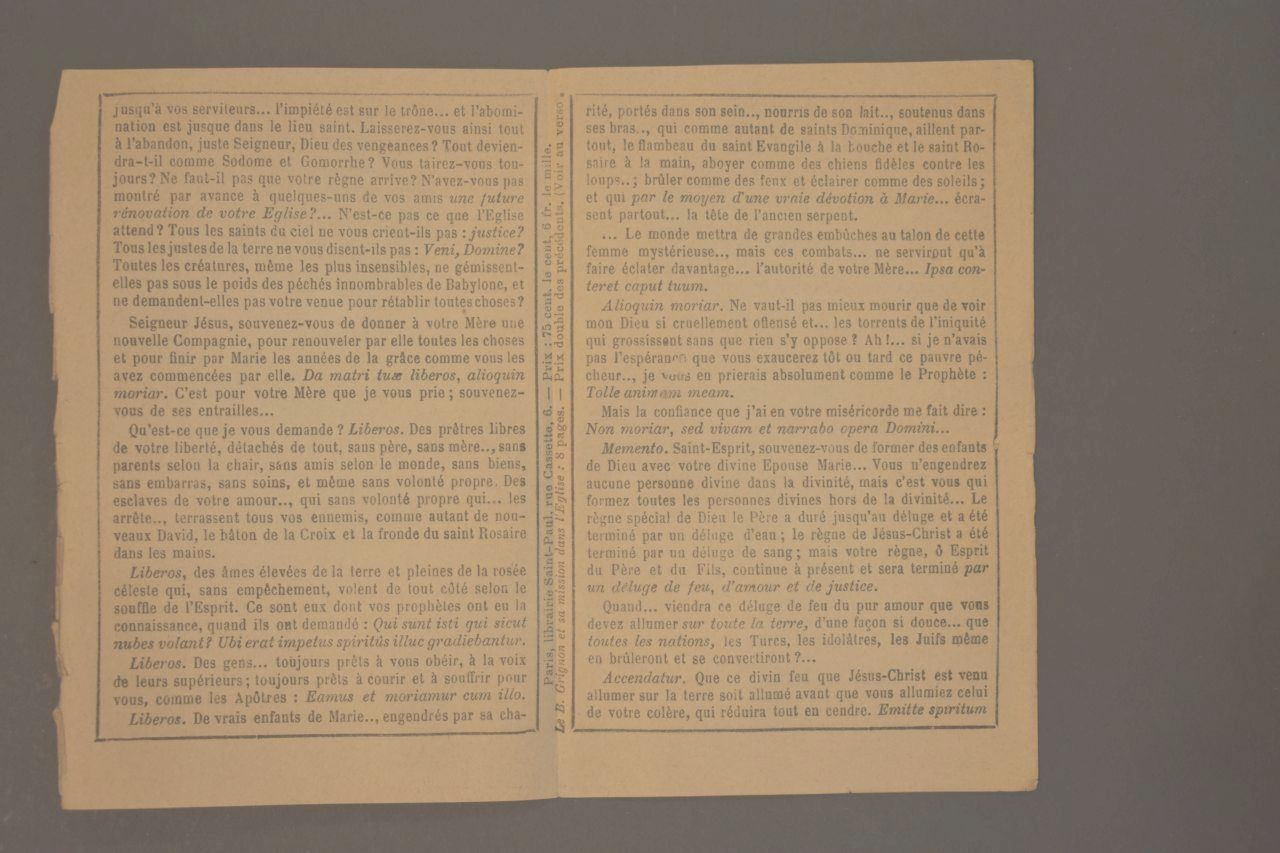 jusqu'à vos serviteurs... l'impiété est sur le trône... et l'abomi-
nation est jusque dans le lieu saint. Laisserez-vous ainsi tout
à l'abandon, juste Seigneur, Dieu des vengeances ? Tout devien-
dra-t-il comme Sodome et Gomorrhe ? Vous tairez-vous tou-
jours ? Ne faut-il pas que votre règne arrive ? N'avez-vous pas
montré par avance à quelques-uns de vos amis une future
rénovation de votre Eglise ?... N'est-ce pas ce que l'Eglise
attend ? Tous les saints du ciel ne vous crient-ils pas : justice ?
Tous les justes de la terre ne vous disent-ils pas : Veni, Domine ?
Toutes les créatures, même les plus insensibles, ne gémissent-
elles pas sous le poids des péchés innombrables de Babylone, et
ne demandent-elles pas votre venue pour rétablir toutes choses ?
Seigneur Jésus, souvenez-vous de donner à votre Mère une
nouvelle Compagnie, pour renouveler par elle toutes les choses
et pour finir par Marie les années de la grâce comme vous les
avez commencées par elle. Da matri tuæ liberos, alioquin
moriar. C'est pour votre Mère que je vous prie ; souvenez-
vous de ses entrailles...
Qu'est-ce que je vous demande ? Liberos. Des prêtres libres
de votre liberté, détachés de tout, sans père, sans mère.., sans
parents selon la chair, sans amis selon le monde, sans biens,
sans embarras, sans soins, et même sans volonté propre. Des
esclaves de votre amour.., qui sans volonté propre qui... les
arrête.., terrassent tous vos ennemis, comme autant de nou-
veaux David, le bâton de la Croix et la fronde du saint Rosaire
dans les mains.
Liberos, des âmes élevées de la terre et pleines de la rosée
céleste qui, sans empêchement, volent de tout côté selon le
souffle de l'Esprit. Ce sont eux dont vos prophètes ont eu la
connaissance, quand ils ont demandé : Qui sunt isti qui sicut
nubes volant ? Ubi erat impetus spiritûs illuc gradiebantur.
Liberos. Des gens... toujours prêts à vous obéir, à la voix
de leurs supérieurs ; toujours prêts à courir et à souffrir pour
vous, comme les Apôtres : Eamus et moriamur cum illo.
Liberos. De vrais enfants de Marie.., engendrés par sa cha-
Paris, librairie Saint-Paul, rue Cassette, 6. — Prix : 75 cent. le cent, 6 fr. le mille.
Le B. Grignon et sa mission dans l'Eglise : 8 pages. — Prix double des précédents. (Voir au verso.
rité, portés dans son sein.., nourris de son lait.., soutenus dans
ses bras.., qui comme autant de saints Dominique, aillent par-
tout, le flambeau du saint Evangile à la bouche et le saint Ro-
saire à la main, aboyer comme des chiens fidèles contre les
loups.. ; brûler comme des feux et éclairer comme des soleils ;
et qui par le moyen d'une vraie dévotion à Marie... écra-
sent partout... la tête de l'ancien serpent.
... Le monde mettra de grandes embûches au talon de cette
femme mystérieuse.., mais ces combats... ne serviront qu'à
faire éclater davantage... l'autorité de votre Mère... Ipsa con-
teret caput tuum.
Alioquin moriar. Ne vaut-il pas mieux mourir que de voir
mon Dieu si cruellement offensé et... les torrents de l'iniquité
qui grossissent sans que rien s'y oppose ? Ah !... si je n'avais
pas l'espérance que vous exaucerez tôt ou tard ce pauvre pé-
cheur.., je vous en prierais absolument comme le Prophète :
Tolle animam meam.
Mais la confiance que j'ai en votre miséricorde me fait dire :
Non moriar, sed vivam et narrabo opera Domini...
Memento. Saint-Esprit, souvenez-vous de former des enfants
de Dieu avec votre divine Epouse Marie... Vous n'engendrez
aucune personne divine dans la divinité, mais c'est vous qui
formez toutes les personnes divines hors de la divinité... Le
règne spécial de Dieu le Père a duré jusqu'au déluge et a été
terminé par un déluge d'eau ; le règne de Jésus-Christ a été
terminé par un déluge de sang ; mais votre règne, ô Esprit
du Père et du Fils, continue à présent et sera terminé par
un déluge de feu, d'amour et de justice.
Quand... viendra ce déluge de feu du pur amour que vous
devez allumer sur toute la terre, d'une façon si douce... que
toutes les nations, les Turcs, les idolâtres, les Juifs même
en brûleront et se convertiront ?...
Accendatur. Que ce divin feu que Jésus-Christ est venu
allumer sur la terre soit allumé avant que vous allumiez celui
de votre colère, qui réduira tout en cendre. Emitte spiritum